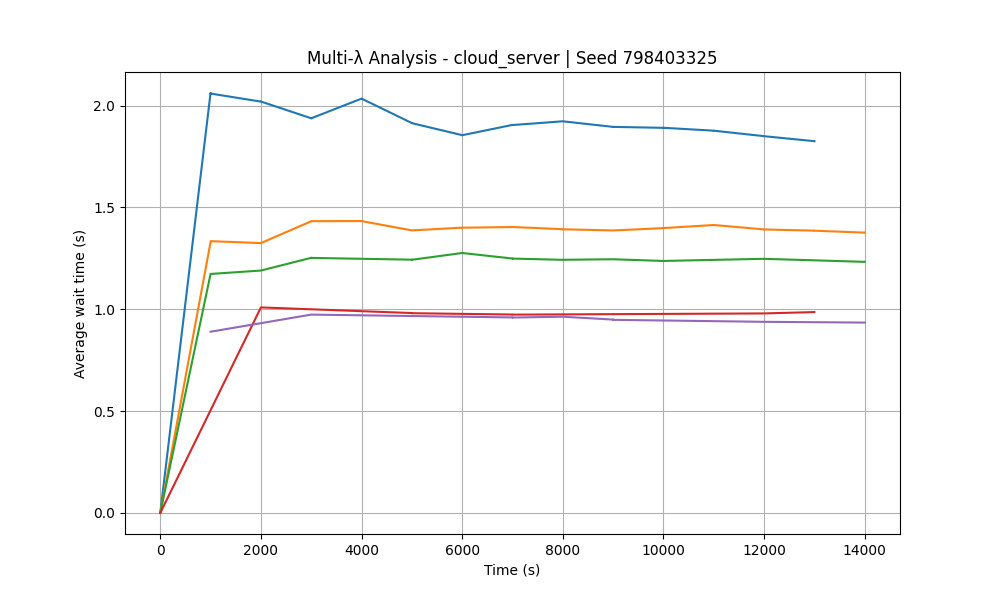 Multi-λ Analysis - cloud_server | Seed 798403325
Average wait time (s)
2.0
1.5
1.0
0.5
0.0
0 2000 4000 6000 8000 10000 12000 14000
Time (s)